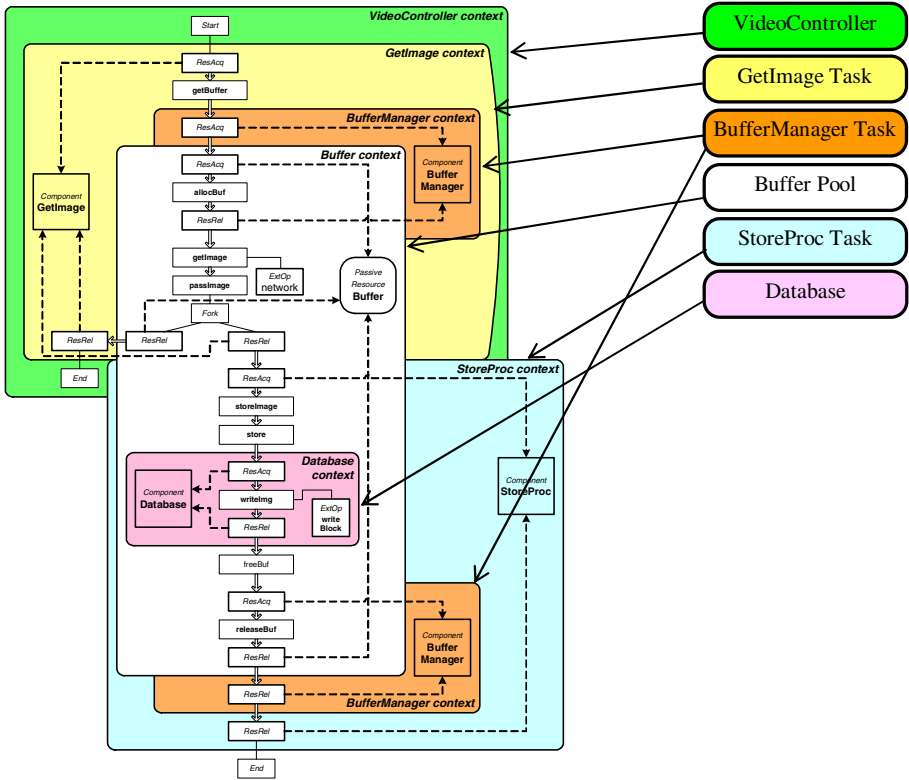 VideoController context
Start
GetImage context
ResAcq
getBuffer
BufferManager context
ResAcq
Buffer context
ResAcq
Component
Buffer
Manager
allocBuf
Component
GetImage
ResRel
getImage
ExtOp
network
passImage
Passive
Resource
Buffer
Fork
ResRel
ResRel
ResRel
End
StoreProc context
ResAcq
storeImage
store
Database
context
ResAcq
Component
Database
writeImg
ExtOp
write
Block
ResRel
Component
StoreProc
freeBuf
ResAcq
releaseBuf
Component
Buffer
Manager
ResRel
ResRel
BufferManager context
ResRel
End
VideoController
GetImage Task
BufferManager Task
Buffer Pool
StoreProc Task
Database